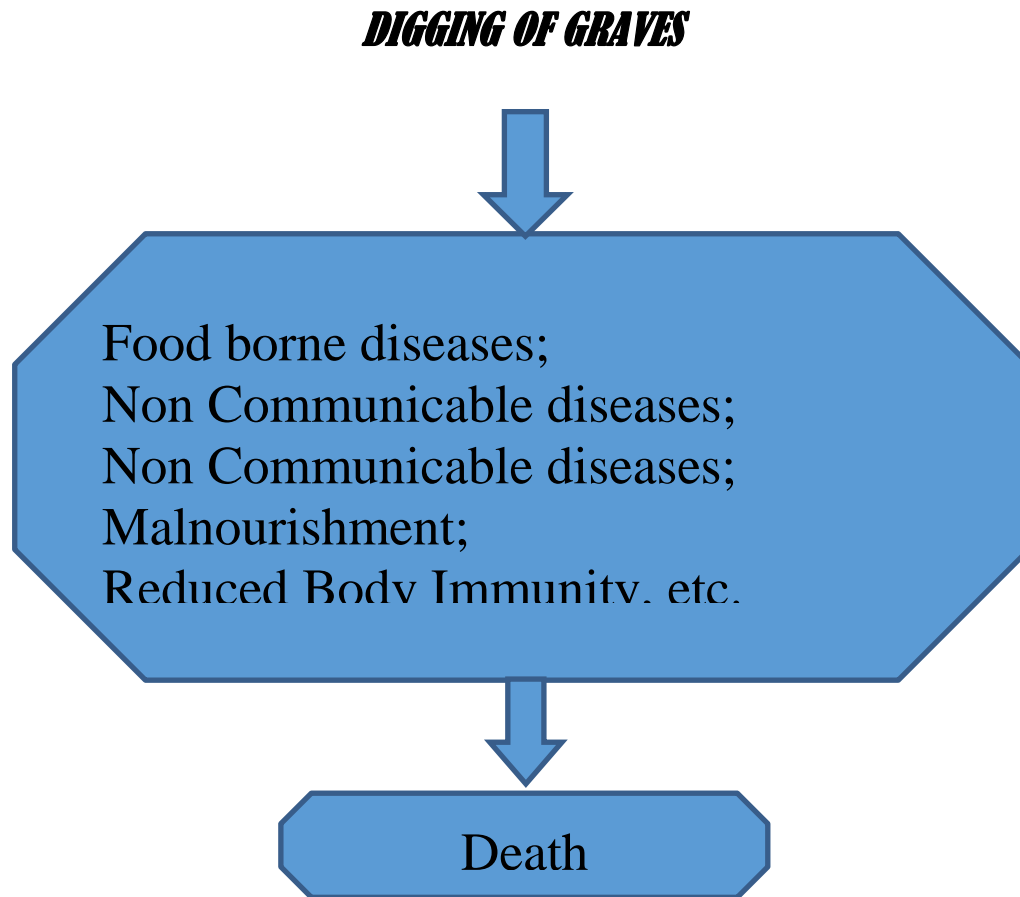 DIGGING OF GRAVES
Food borne diseases;
Non Communicable diseases;
Non Communicable diseases;
Malnourishment;
Reduced Body Immunity, etc.
Death